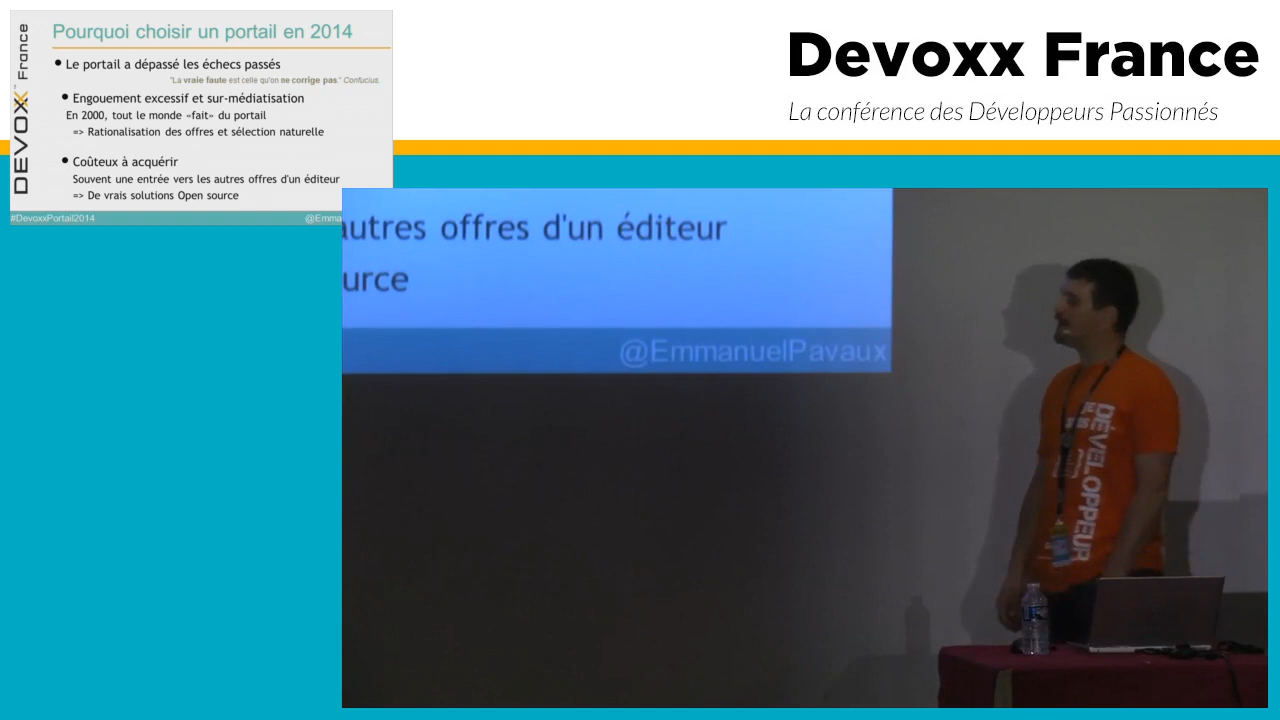 Pourquoi choisir un portail en 2014
DEVOXX™ France
• Le portail a dépassé les échecs passés
"La vraie faute est celle qu'on ne corrige pas." Confucius.
• Engouement excessif et sur-médiatisation
En 2000, tout le monde «fait» du portail
=> Rationalisation des offres et sélection naturelle
• Coûteux à acquérir
Souvent une entrée vers les autres offres d'un éditeur
=> De vrais solutions Open source
#DevoxxPortail2014
@Emma
Devoxx France
La conférence des Développeurs Passionnés
autres offres d'un éditeur
urce
@EmmanuelPavaux
DÉVELOPPEUR